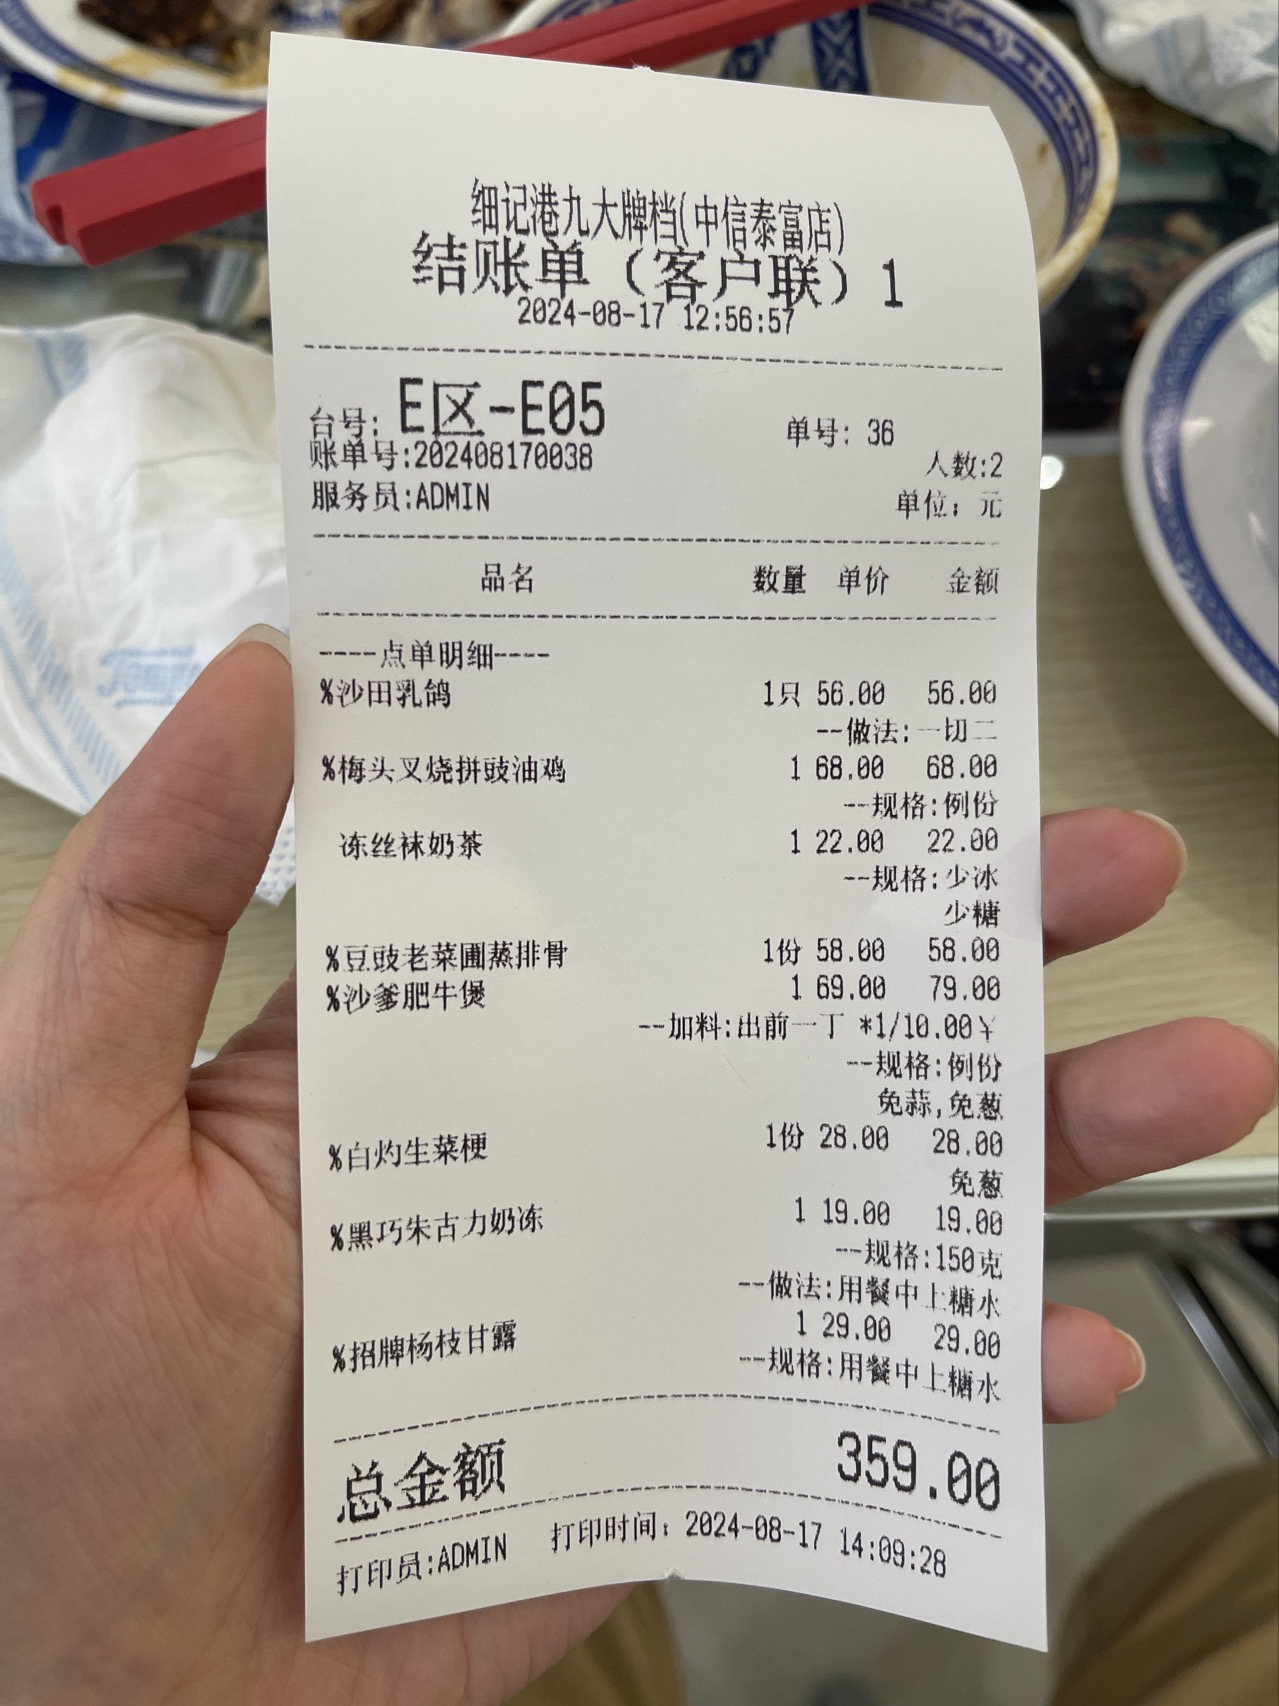 细记港九大牌档(中信泰富店)
结账单（客户联）1
2024-08-17 12:56:57
台号: E区-E05 单号: 36
账单号:202408170038 人数:2
服务员:ADMIN 单位: 元
品名 数量 单价 金额
----点单明细----
%沙田乳鸽 1只 56.00 56.00
--做法:一切二
%梅头叉烧拼豉油鸡 1 68.00 68.00
--规格:例份
冻丝袜奶茶 1 22.00 22.00
--规格:少冰
少糖
%豆豉老菜圃蒸排骨 1份 58.00 58.00
%沙爹肥牛煲 1 69.00 79.00
--加料:出前一丁 *1/10.00￥
--规格:例份
免蒜,免葱
%白灼生菜梗 1份 28.00 28.00
免葱
%黑巧朱古力奶冻 1 19.00 19.00
--规格:150克
--做法:用餐中上糖水
%招牌杨枝甘露 1 29.00 29.00
--规格:用餐中上糖水
总金额 359.00
打印员:ADMIN 打印时间: 2024-08-17 14:09:28